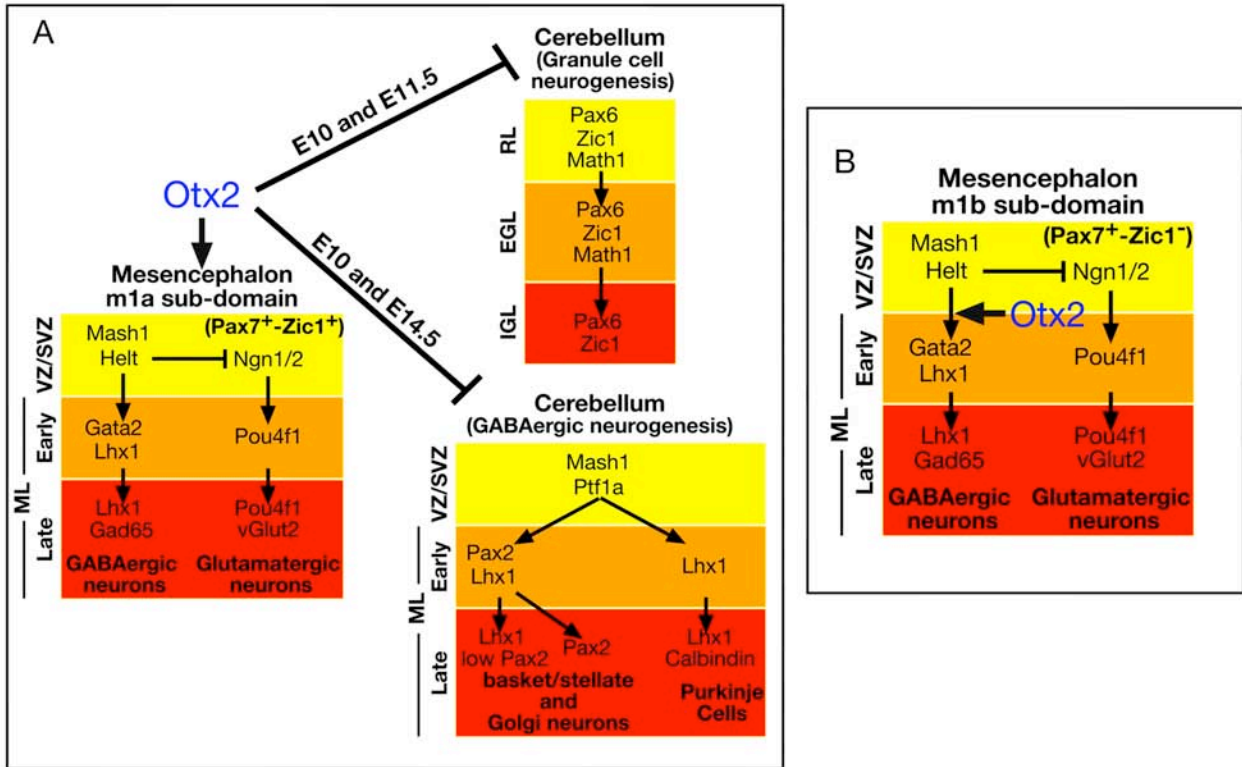 A
Cerebellum
(Granule cell
neurogenesis)
E10 and E11.5
RL
Pax6
Zic1
Math1
EGL
Pax6
Zic1
Math1
IGL
Pax6
Zic1
Otx2
E10 and E14.5
Mesencephalon
m1a sub-domain
(Pax7⁺-Zic1⁺)
VZ/SVZ
Mash1
Helt
Ngn1/2
ML
Early
Gata2
Lhx1
Pou4f1
Late
Lhx1
Gad65
Pou4f1
vGlut2
GABAergic
neurons
Glutamatergic
neurons
Cerebellum
(GABAergic neurogenesis)
VZ/SVZ
Mash1
Ptf1a
ML
Early
Pax2
Lhx1
Lhx1
Late
Lhx1
low Pax2
Pax2
Lhx1
Calbindin
basket/stellate
and
Golgi neurons
Purkinje
Cells
B
Mesencephalon
m1b sub-domain
(Pax7⁺-Zic1⁻)
VZ/SVZ
Mash1
Helt
Ngn1/2
Otx2
ML
Early
Gata2
Lhx1
Pou4f1
Late
Lhx1
Gad65
Pou4f1
vGlut2
GABAergic
neurons
Glutamatergic
neurons